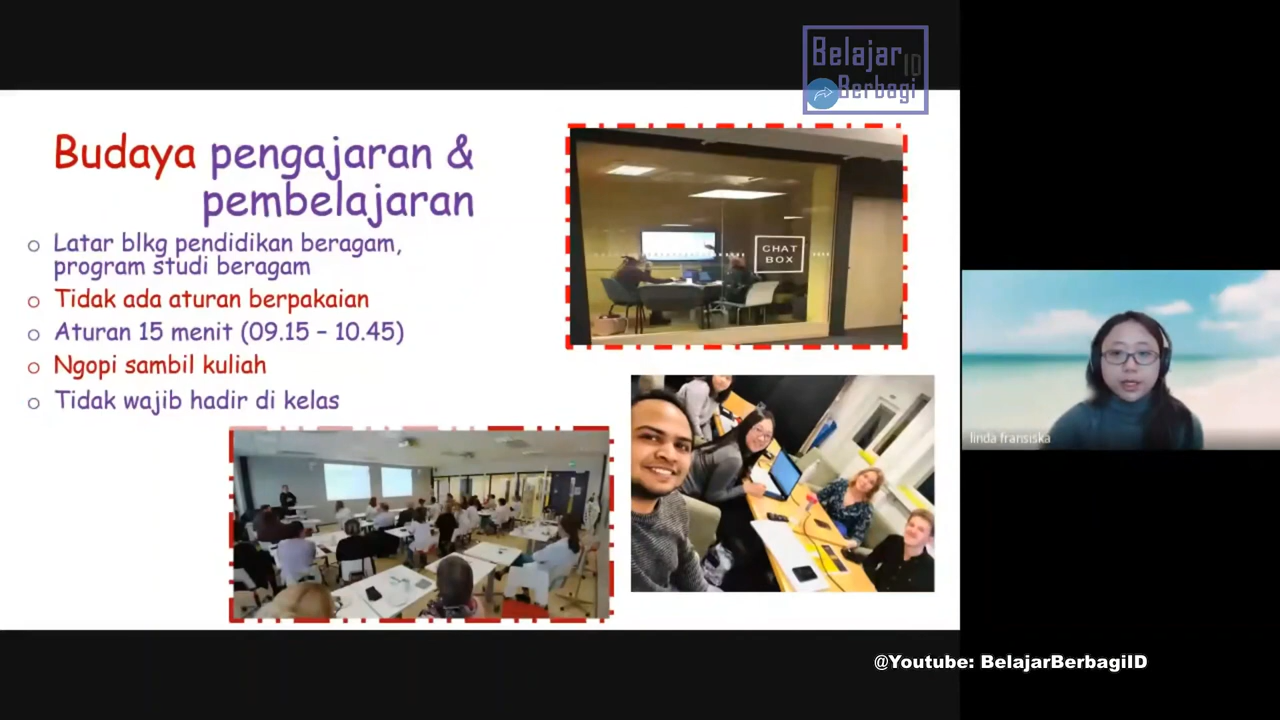 Belajar ID
Berbagi
Budaya pengajaran &
pembelajaran
Latar blkg pendidikan beragam,
program studi beragam
Tidak ada aturan berpakaian
Aturan 15 menit (09.15 – 10.45)
Ngopi sambil kuliah
Tidak wajib hadir di kelas
CHAT
BOX
linda fransiska
@Youtube: BelajarBerbagiID